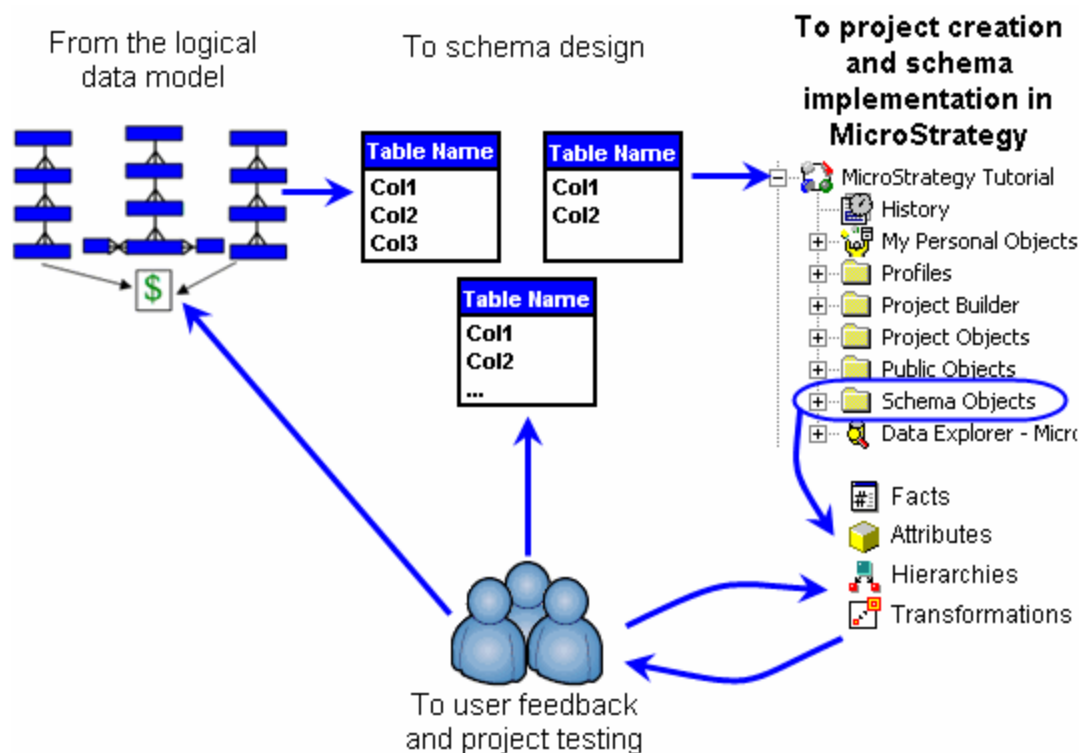 From the logical
data model
To schema design
To project creation
and schema
implementation in
MicroStrategy
Table Name
Col1
Col2
Col3
Table Name
Col1
Col2
Table Name
Col1
Col2
...
$
MicroStrategy Tutorial
History
My Personal Objects
Profiles
Project Builder
Project Objects
Public Objects
Schema Objects
Data Explorer - Micro
Facts
Attributes
Hierarchies
Transformations
To user feedback
and project testing